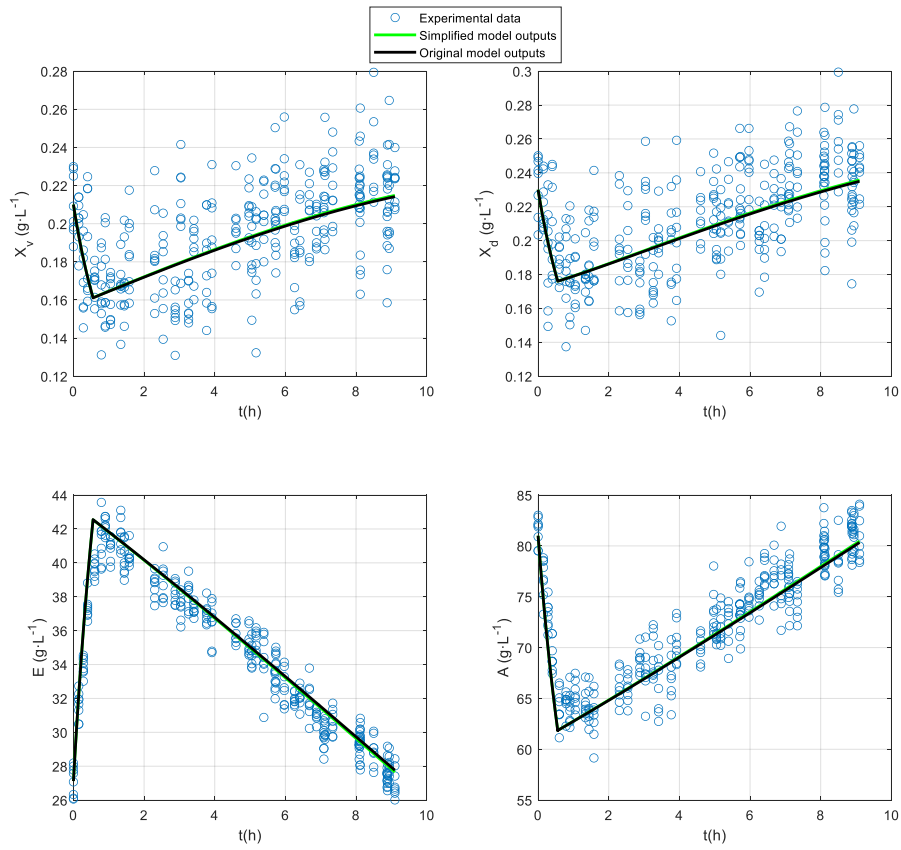 Experimental data
Simplified model outputs
Original model outputs
0.28
0.26
0.24
0.22
0.2
0.18
0.16
0.14
0.12
X_v (g·L^-1)
0 2 4 6 8 10
t(h)
0.3
0.28
0.26
0.24
0.22
0.2
0.18
0.16
0.14
0.12
X_d (g·L^-1)
0 2 4 6 8 10
t(h)
44
42
40
38
36
34
32
30
28
26
E (g·L^-1)
0 2 4 6 8 10
t(h)
85
80
75
70
65
60
55
A (g·L^-1)
0 2 4 6 8 10
t(h)